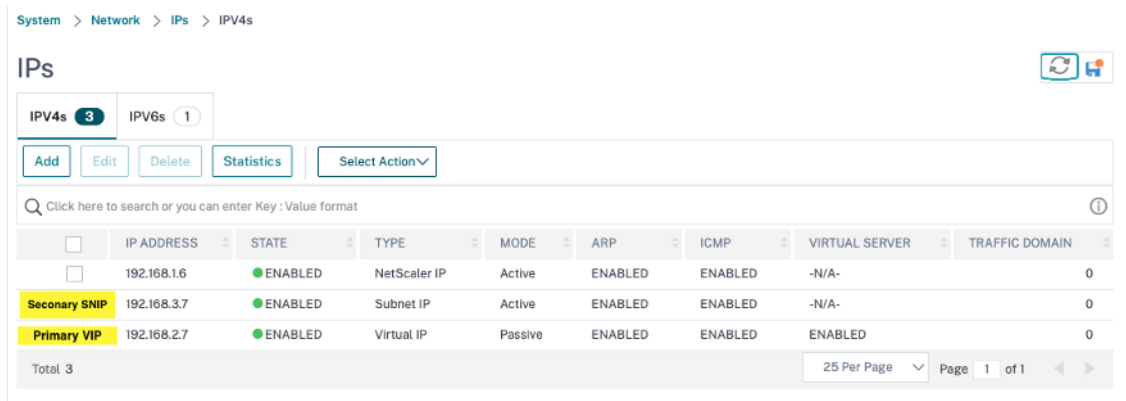 System > Network > IPs > IPV4s
IPs
IPV4s 3 IPV6s 1
Add Edit Delete Statistics Select Action
Click here to search or you can enter Key : Value format
IP ADDRESS STATE TYPE MODE ARP ICMP VIRTUAL SERVER TRAFFIC DOMAIN
192.168.1.6 ENABLED NetScaler IP Active ENABLED ENABLED -N/A- 0
Seconary SNIP 192.168.3.7 ENABLED Subnet IP Active ENABLED ENABLED -N/A- 0
Primary VIP 192.168.2.7 ENABLED Virtual IP Passive ENABLED ENABLED ENABLED 0
Total 3 25 Per Page Page 1 of 1